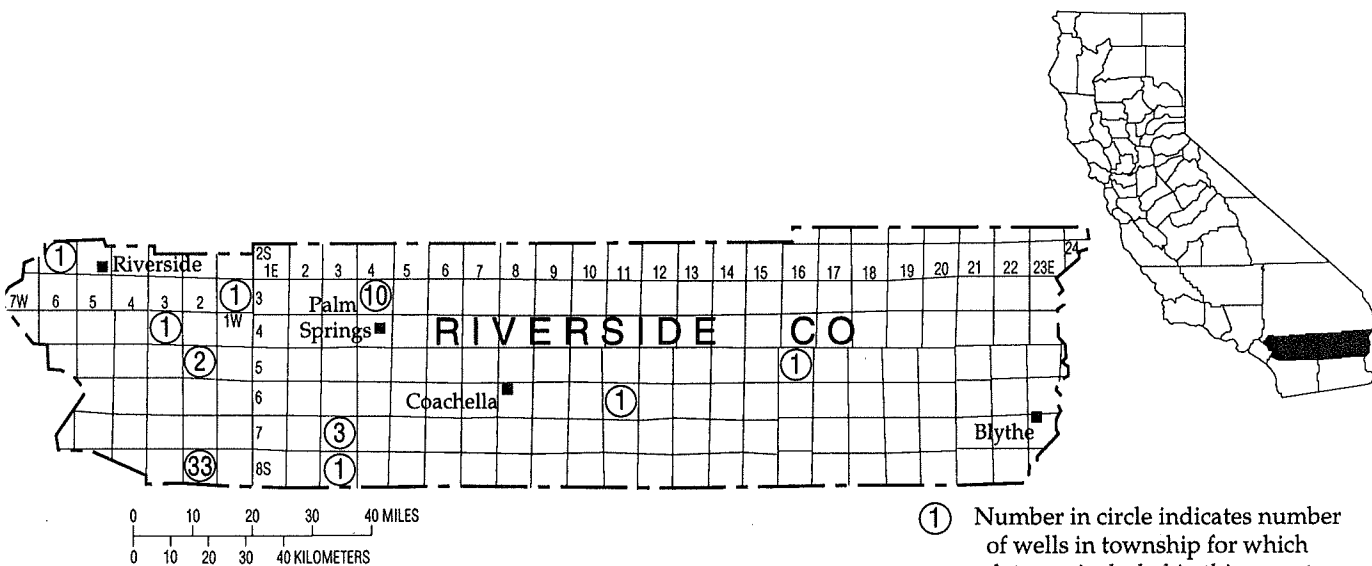 2S
24
1
Riverside
1E 2 3 4 5 6 7 8 9 10 11 12 13 14 15 16 17 18 19 20 21 22 23E
7W 6 5 4 3 2 1 3 Palm 10
1W
1 Springs 4 RIVERSIDE CO
2 5 1
6
Coachella 1
7 3 Blythe
33 8S 1
0 10 20 30 40 MILES
0 10 20 30 40 KILOMETERS
1 Number in circle indicates number
of wells in township for which